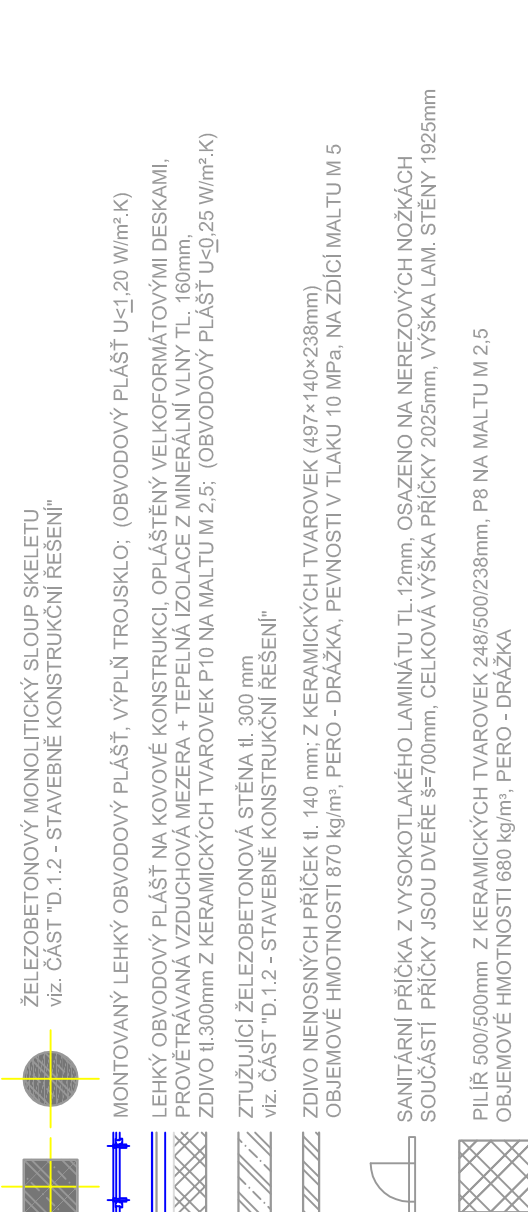 ŽELEZOBETONOVÝ MONOLITICKÝ SLOUP SKELETU
viz. ČÁST "D.1.2 - STAVEBNĚ KONSTRUKČNÍ ŘEŠENÍ"
MONTOVANÝ LEHKÝ OBVODOVÝ PLÁŠŤ, VÝPLŇ TROJSKLO; (OBVODOVÝ PLÁŠŤ U<1,20 W/m².K)
LEHKÝ OBVODOVÝ PLÁŠŤ NA KOVOVÉ KONSTRUKCI, OPLÁŠTĚNÝ VELKOFORMÁTOVÝMI DESKAMI,
PROVĚTRÁVANÁ VZDUCHOVÁ MEZERA + TEPELNÁ IZOLACE Z MINERÁLNÍ VLNY TL. 160mm,
ZDIVO tl.300mm Z KERAMICKÝCH TVAROVEK P10 NA MALTU M 2,5; (OBVODOVÝ PLÁŠŤ U<0,25 W/m².K)
ZTUŽUJÍCÍ ŽELEZOBETONOVÁ STĚNA tl. 300 mm
viz. ČÁST "D.1.2 - STAVEBNĚ KONSTRUKČNÍ ŘEŠENÍ"
ZDIVO NENOSNÝCH PŘÍČEK tl. 140 mm; Z KERAMICKÝCH TVAROVEK (497×140×238mm)
OBJEMOVÉ HMOTNOSTI 870 kg/m³, PERO - DRÁŽKA, PEVNOSTI V TLAKU 10 MPa, NA ZDÍCÍ MALTU M 5
SANITÁRNÍ PŘÍČKA Z VYSOKOTLAKÉHO LAMINÁTU TL.12mm, OSAZENO NA NEREZOVÝCH NOŽKÁCH
SOUČÁSTÍ PŘÍČKY JSOU DVEŘE š=700mm, CELKOVÁ VÝŠKA PŘÍČKY 2025mm, VÝŠKA LAM. STĚNY 1925mm
PILÍŘ 500/500mm Z KERAMICKÝCH TVAROVEK 248/500/238mm, P8 NA MALTU M 2,5
OBJEMOVÉ HMOTNOSTI 680 kg/m³, PERO - DRÁŽKA